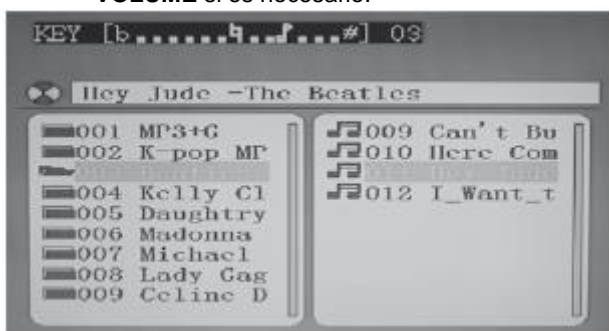 VOLUME si es necesario.
KEY [b......♮..♪...#] 03
Hey Jude -The Beatles
001 MP3+G
002 K-pop MP
004 Kelly Cl
005 Daughtry
006 Madonna
007 Michael
008 Lady Gag
009 Celine D
009 Can't Bu
010 Here Com
012 I_Want_t